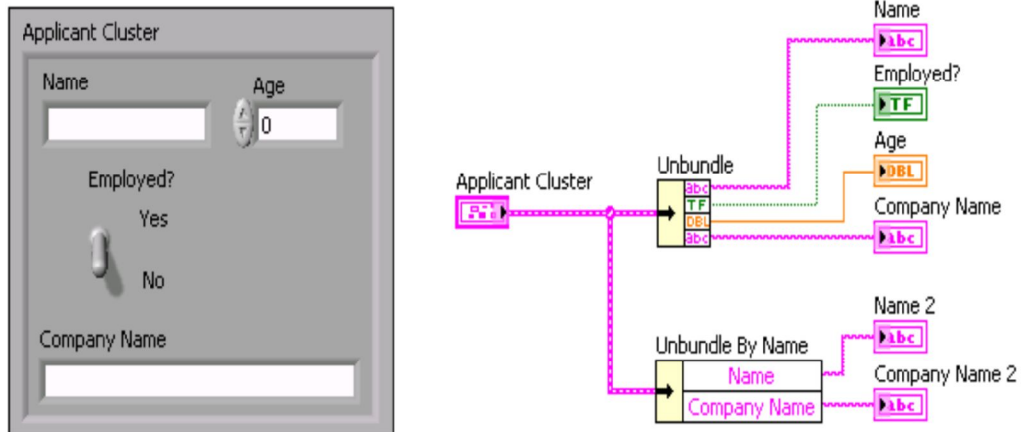 Applicant Cluster
Name
Age
0
Employed?
Yes
No
Company Name
Applicant Cluster
Unbundle
abc
TF
DBL
abc
Name
abc
Employed?
TF
Age
DBL
Company Name
abc
Unbundle By Name
Name
Company Name
Name 2
abc
Company Name 2
abc